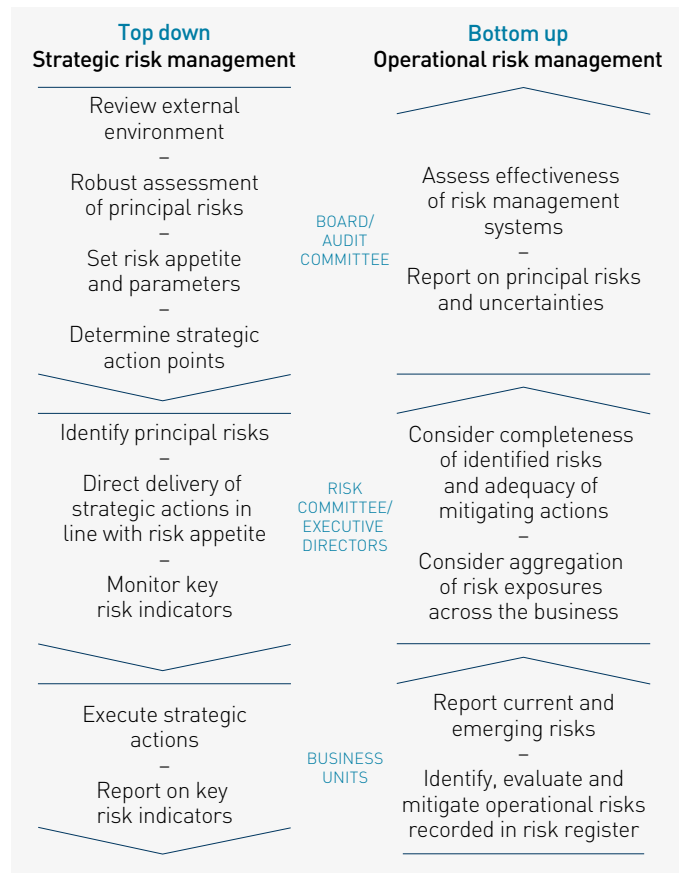 Top down
Strategic risk management
Bottom up
Operational risk management
Review external
environment
–
Robust assessment
of principal risks
–
Set risk appetite
and parameters
–
Determine strategic
action points
BOARD/
AUDIT
COMMITTEE
Assess effectiveness
of risk management
systems
–
Report on principal risks
and uncertainties
Identify principal risks
–
Direct delivery of
strategic actions in
line with risk appetite
–
Monitor key
risk indicators
RISK
COMMITTEE/
EXECUTIVE
DIRECTORS
Consider completeness
of identified risks
and adequacy of
mitigating actions
–
Consider aggregation
of risk exposures
across the business
Execute strategic
actions
–
Report on key
risk indicators
BUSINESS
UNITS
Report current and
emerging risks
–
Identify, evaluate and
mitigate operational risks
recorded in risk register